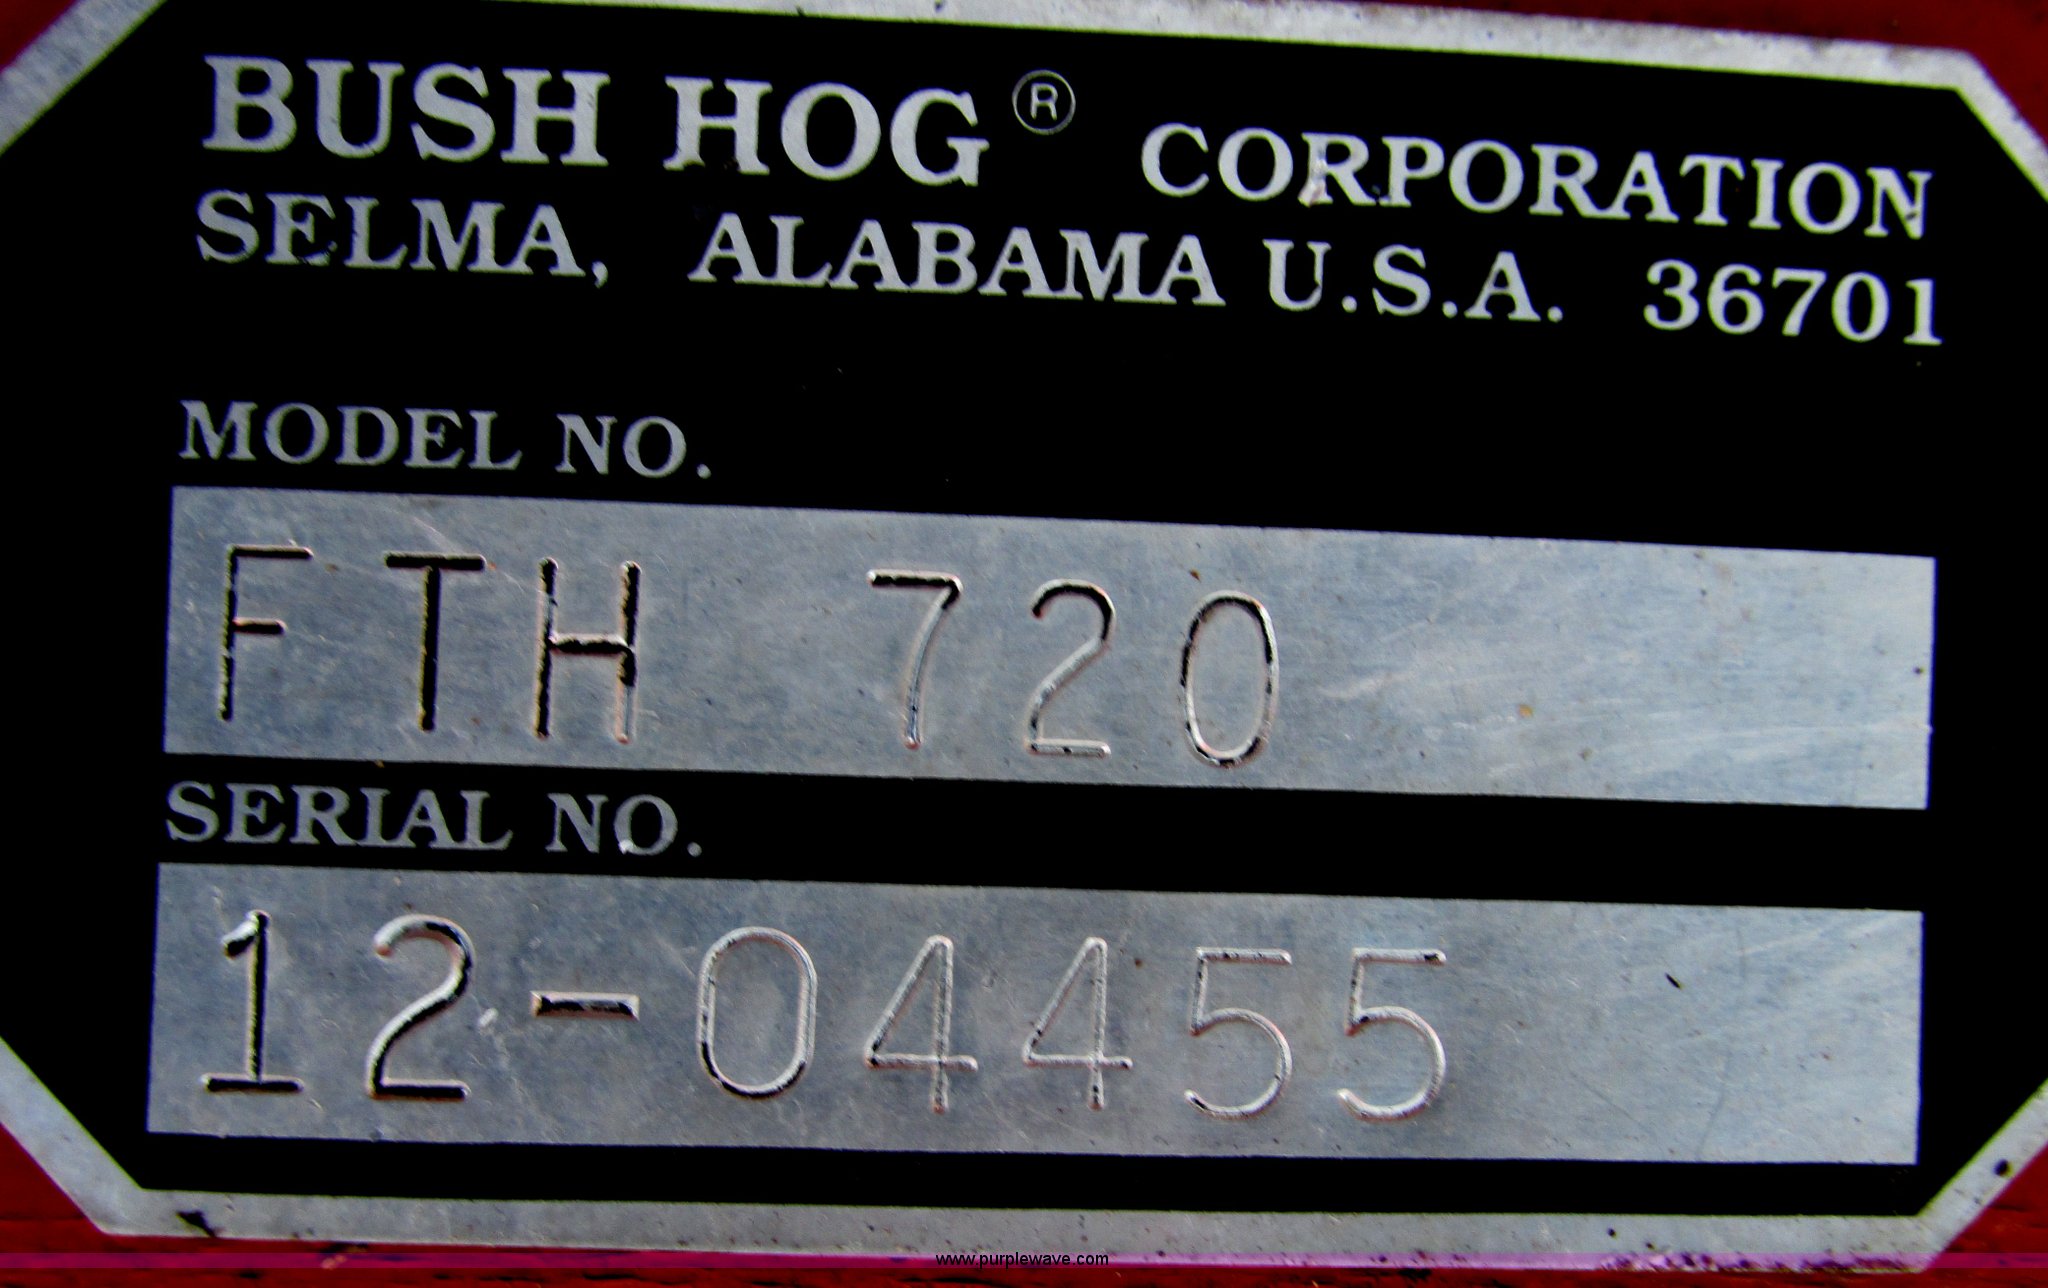 BUSH HOG® CORPORATION
SELMA, ALABAMA U.S.A. 36701
MODEL NO.
FTH 720
SERIAL NO.
12-04455
www.purplewave.com